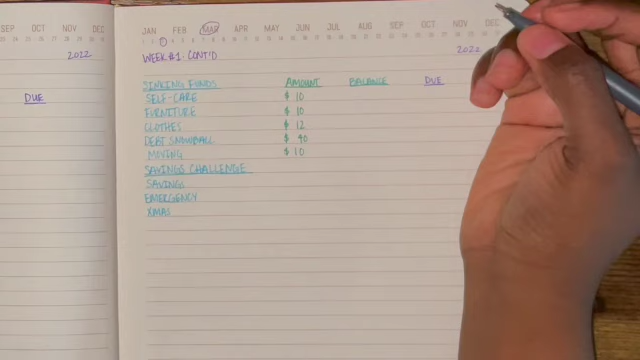 SEP OCT NOV DEC
2022
DUE
JAN FEB MAR APR MAY JUN JUL AUG SEP OCT NOV DEC
WEEK #1 CONT'D 2022
SINKING FUNDS AMOUNT BALANCE DUE
SELF-CARE $ 10
FURNITURE $ 10
CLOTHES $ 12
DEBT SNOWBALL $ 40
MOVING $ 10
SAVINGS CHALLENGE
SAVINGS
EMERGENCY
XMAS